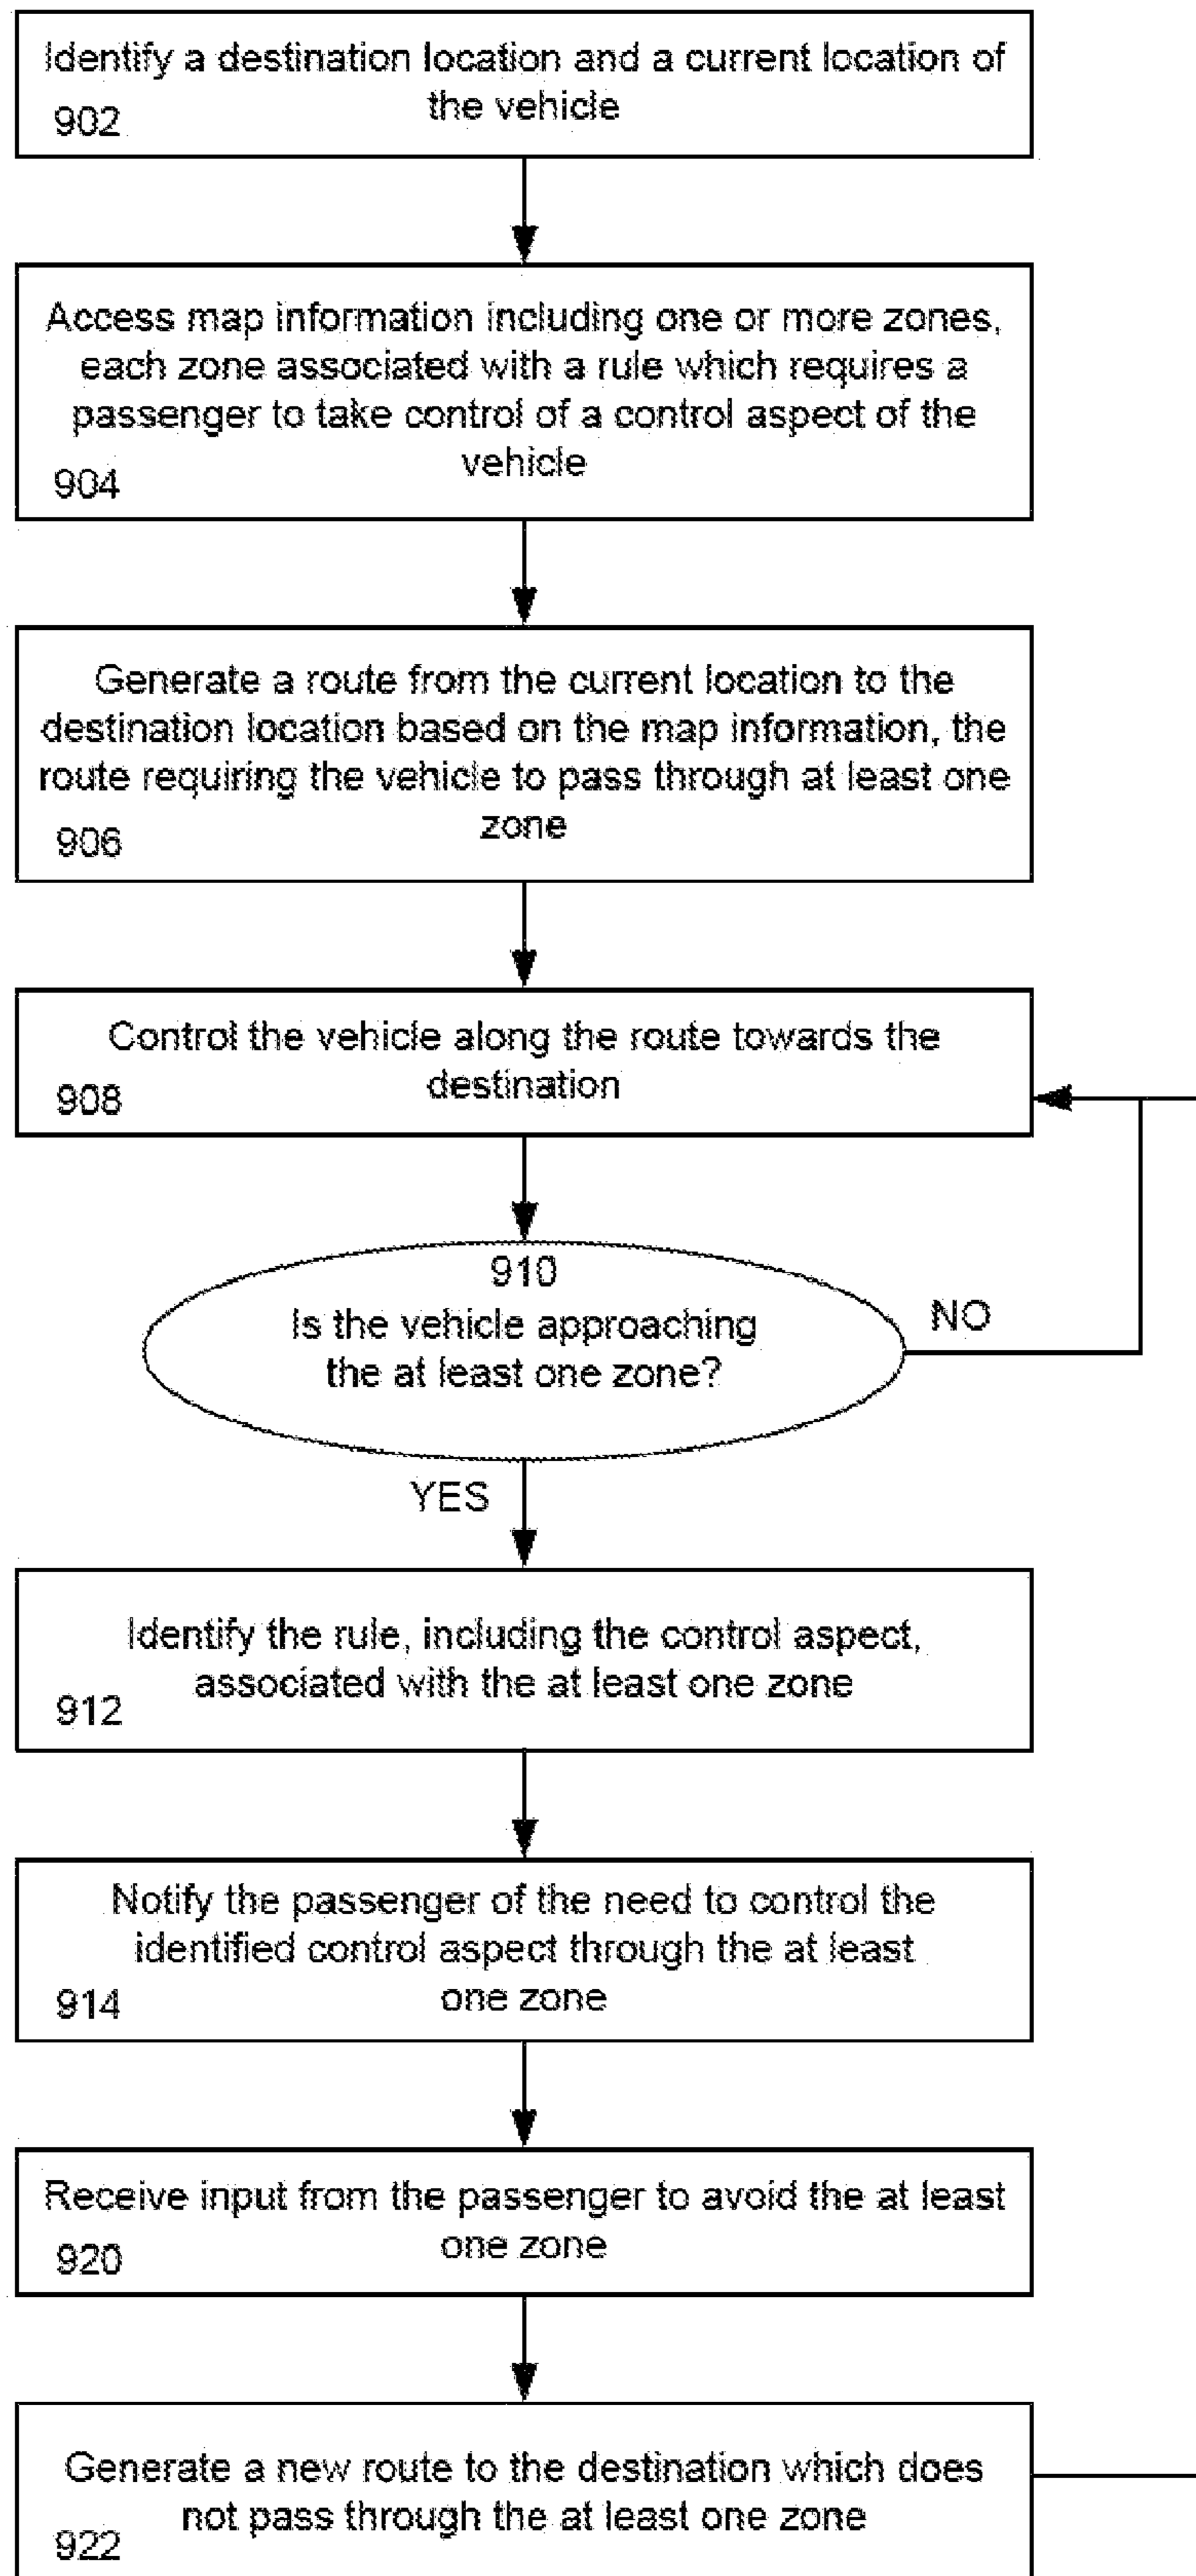 Identify a destination location and a current location of
the vehicle
902
Access map information including one or more zones,
each zone associated with a rule which requires a
passenger to take control of a control aspect of the
vehicle
904
Generate a route from the current location to the
destination location based on the map information, the
route requiring the vehicle to pass through at least one
zone
906
Control the vehicle along the route towards the
destination
908
910
Is the vehicle approaching
the at least one zone?
NO
YES
Identify the rule, including the control aspect,
associated with the at least one zone
912
Notify the passenger of the need to control the
identified control aspect through the at least
one zone
914
Receive input from the passenger to avoid the at least
one zone
920
Generate a new route to the destination which does
not pass through the at least one zone
922